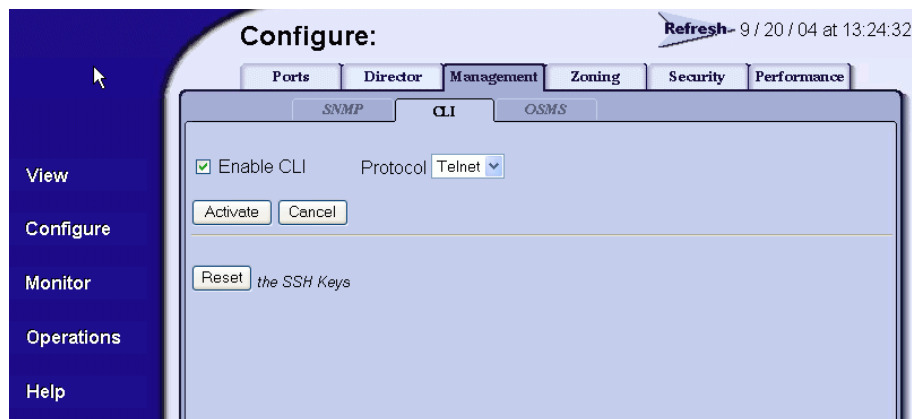 Configure:
Refresh- 9 / 20 / 04 at 13:24:32
Ports Director Management Zoning Security Performance
SNMP CLI OSMS
Enable CLI Protocol Telnet
Activate Cancel
Reset the SSH Keys
View
Configure
Monitor
Operations
Help